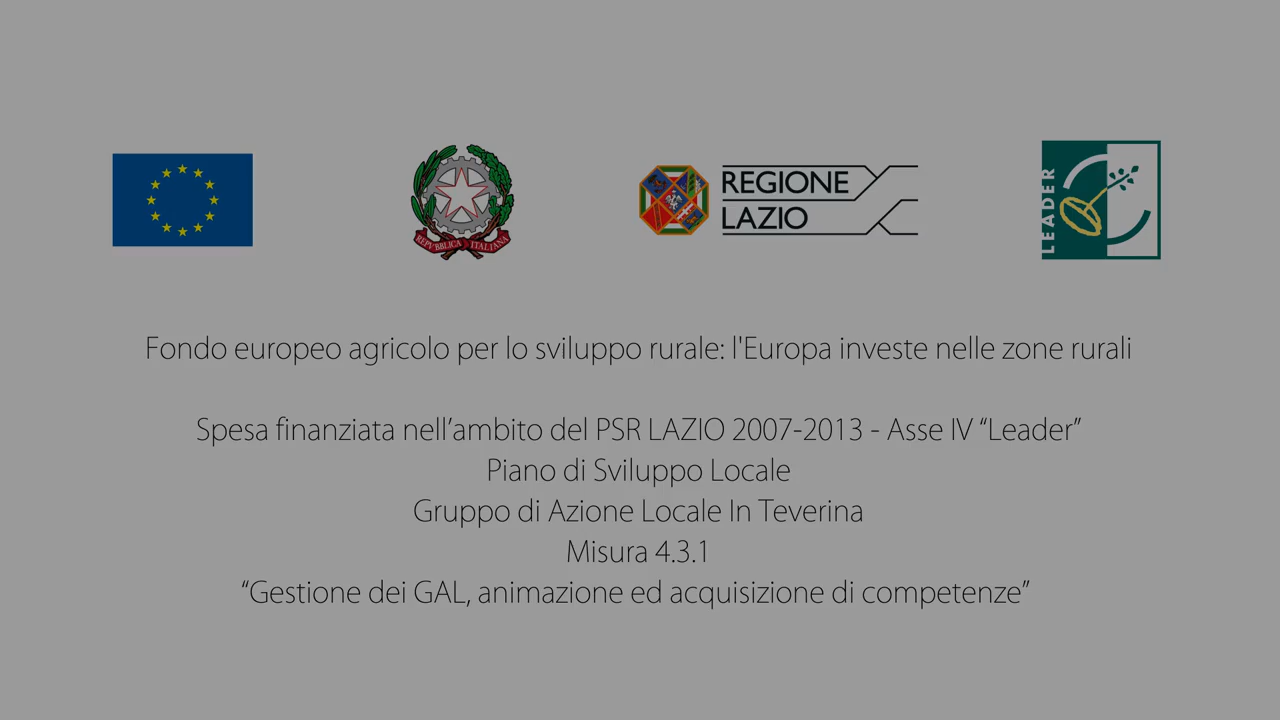 REPVBBLICA ITALIANA
REGIONE
LAZIO
LEADER
Fondo europeo agricolo per lo sviluppo rurale: l'Europa investe nelle zone rurali
Spesa finanziata nell’ambito del PSR LAZIO 2007-2013 - Asse IV “Leader”
Piano di Sviluppo Locale
Gruppo di Azione Locale In Teverina
Misura 4.3.1
“Gestione dei GAL, animazione ed acquisizione di competenze”